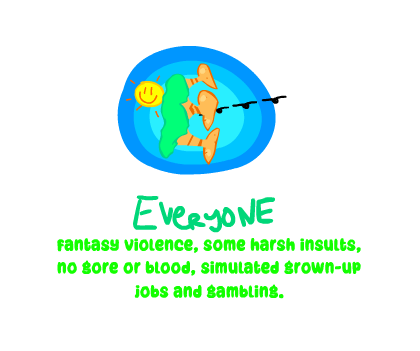 EVERYONE
Fantasy violence, some harsh insults,
no gore or blood, simulated grown-up
jobs and gambling.